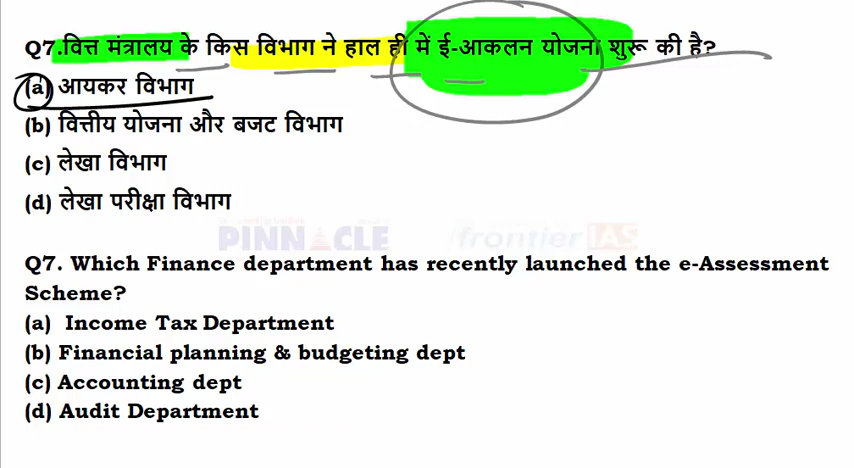 Q7.वित्त मंत्रालय के किस विभाग ने हाल ही में ई-आकलन योजना शुरू की है?
(a) आयकर विभाग
(b) वित्तीय योजना और बजट विभाग
(c) लेखा विभाग
(d) लेखा परीक्षा विभाग
PINNACLE frontier IAS
Q7. Which Finance department has recently launched the e-Assessment
Scheme?
(a) Income Tax Department
(b) Financial planning & budgeting dept
(c) Accounting dept
(d) Audit Department